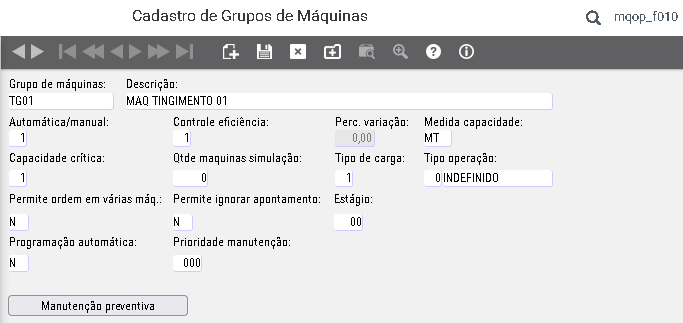 Cadastro de Grupos de Máquinas mqop_f010
Grupo de máquinas: Descrição:
TG01 MAQ TINGIMENTO 01
Automática/manual: Controle eficiência: Perc. variação: Medida capacidade:
1 1 0,00 MT
Capacidade crítica: Qtde maquinas simulação: Tipo de carga: Tipo operação:
1 0 1 0 INDEFINIDO
Permite ordem em várias máq.: Permite ignorar apontamento: Estágio:
N N 00
Programação automática: Prioridade manutenção:
N 000
Manutenção preventiva